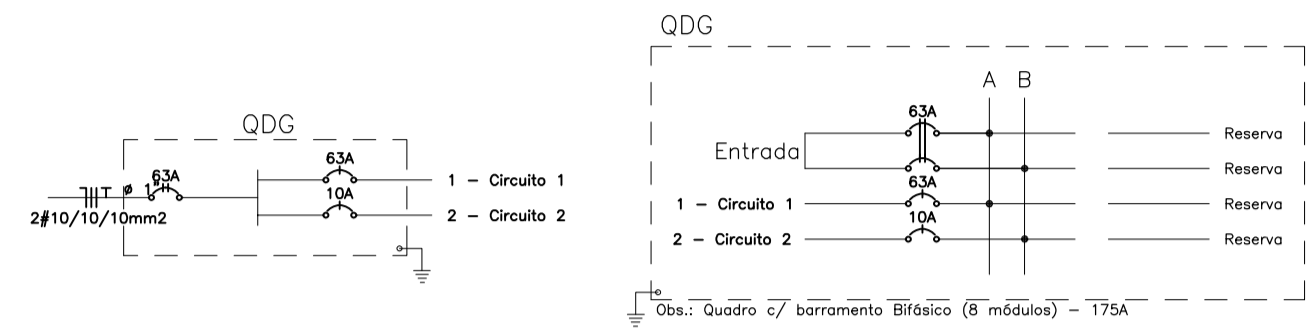 QDG
63A
1 – Circuito 1
ø 1"
63A
10A
2 – Circuito 2
2#10/10/10mm2
QDG
A B
63A
Reserva
Entrada
Reserva
63A
1 – Circuito 1
Reserva
10A
2 – Circuito 2
Reserva
Obs.: Quadro c/ barramento Bifásico (8 módulos) – 175A